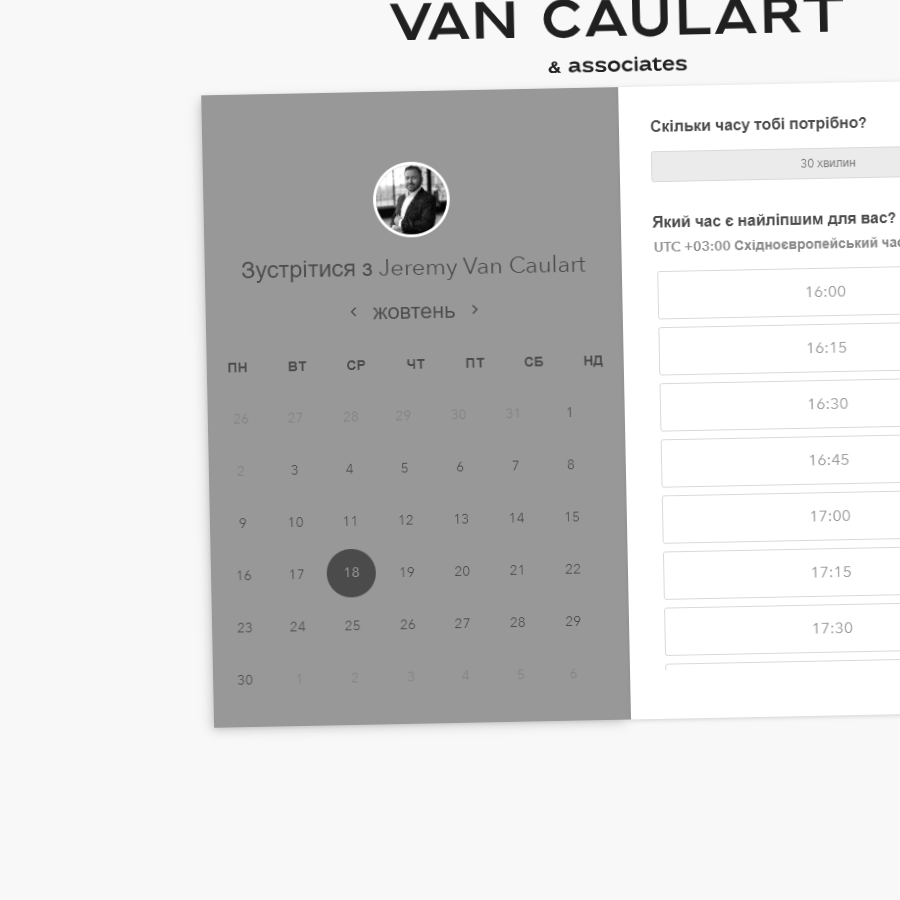 VAN CAULART
& associates
Зустрітися з Jeremy Van Caulart
жовтень
ПН ВТ СР ЧТ ПТ СБ НД
26 27 28 29 30 31 1
2 3 4 5 6 7 8
9 10 11 12 13 14 15
16 17 18 19 20 21 22
23 24 25 26 27 28 29
30 1 2 3 4 5 6
Скільки часу тобі потрібно?
30 хвилин
Який час є найліпшим для вас?
UTC +03:00 Східноєвропейський
16:00
16:15
16:30
16:45
17:00
17:15
17:30